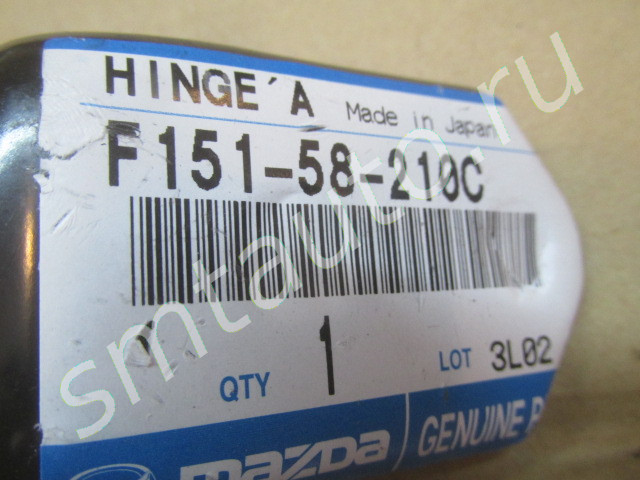 HINGE'A Made in Japan
F151-58-210C
QTY 1 LOT 3L02
mazda GENUINE P
smtauto.ru